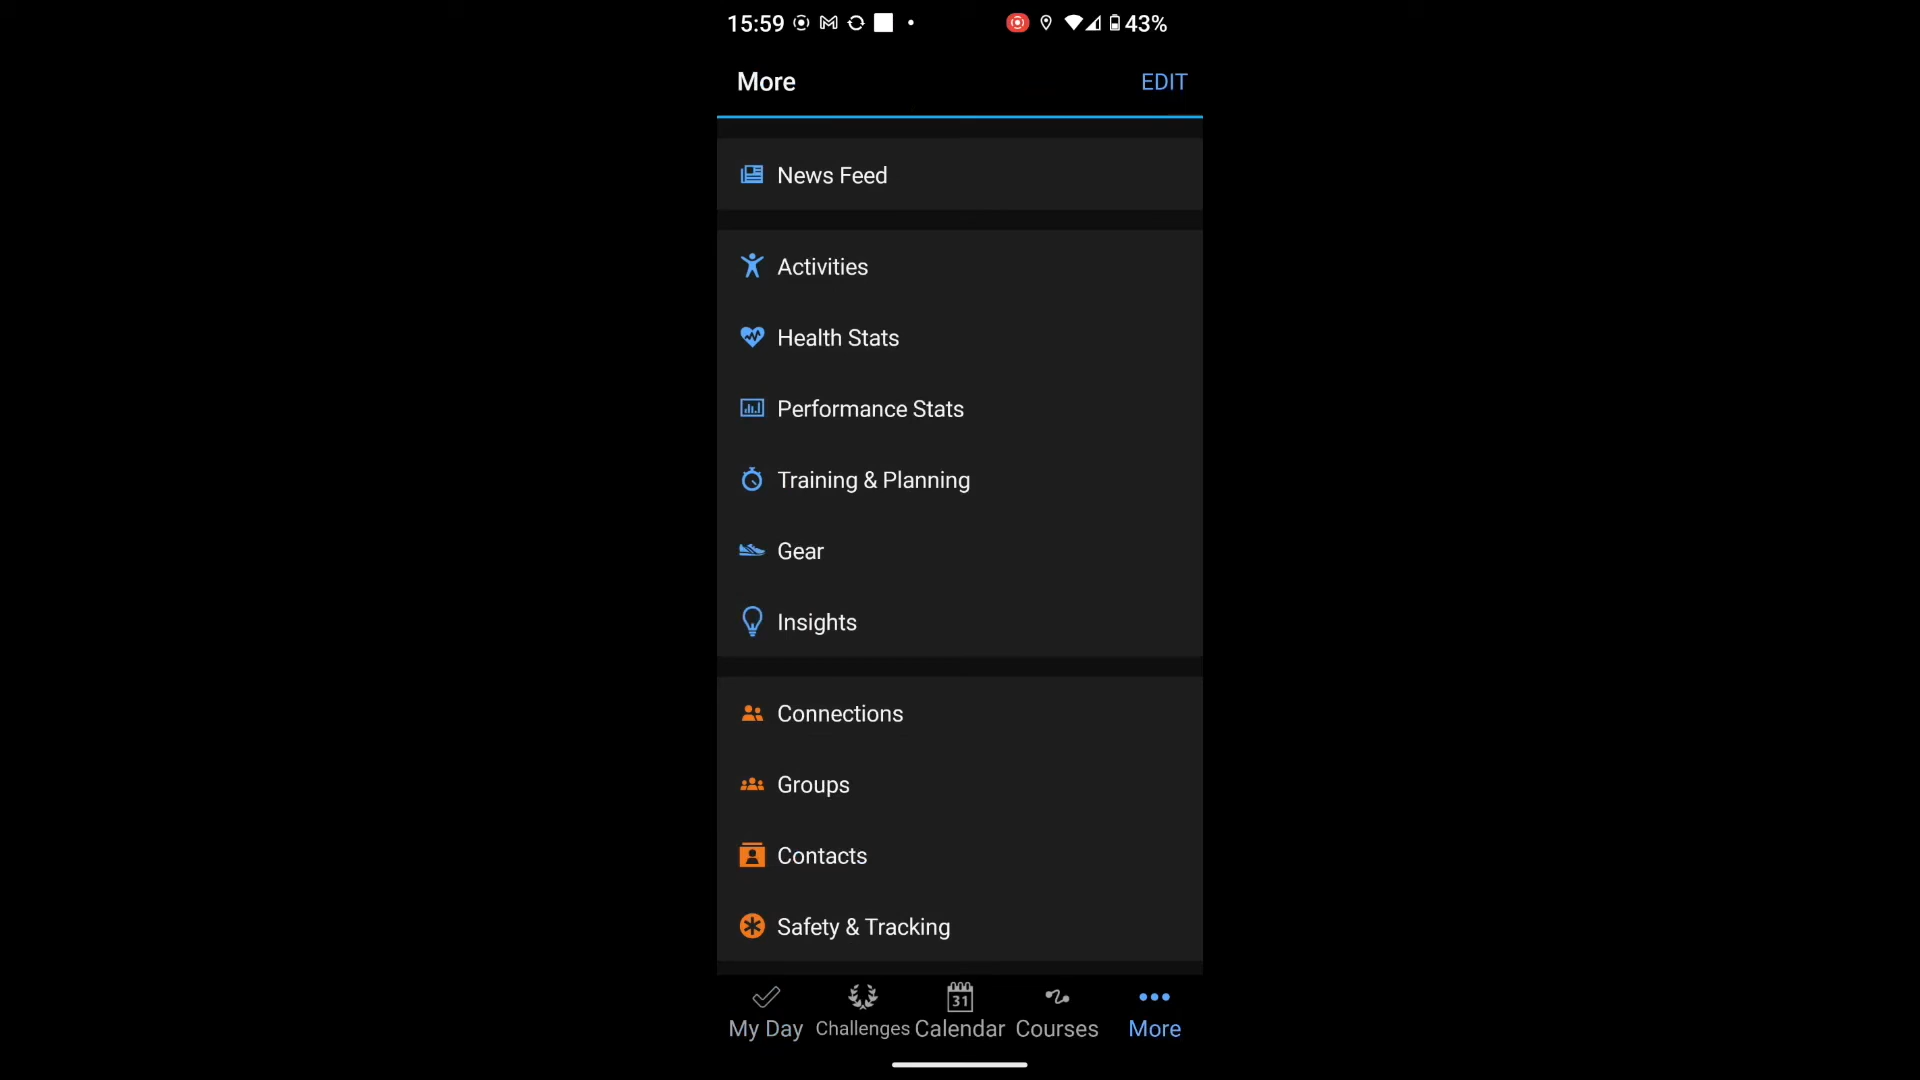 15:59 43%
More EDIT
News Feed
Activities
Health Stats
Performance Stats
Training & Planning
Gear
Insights
Connections
Groups
Contacts
Safety & Tracking
31
My Day Challenges Calendar Courses More